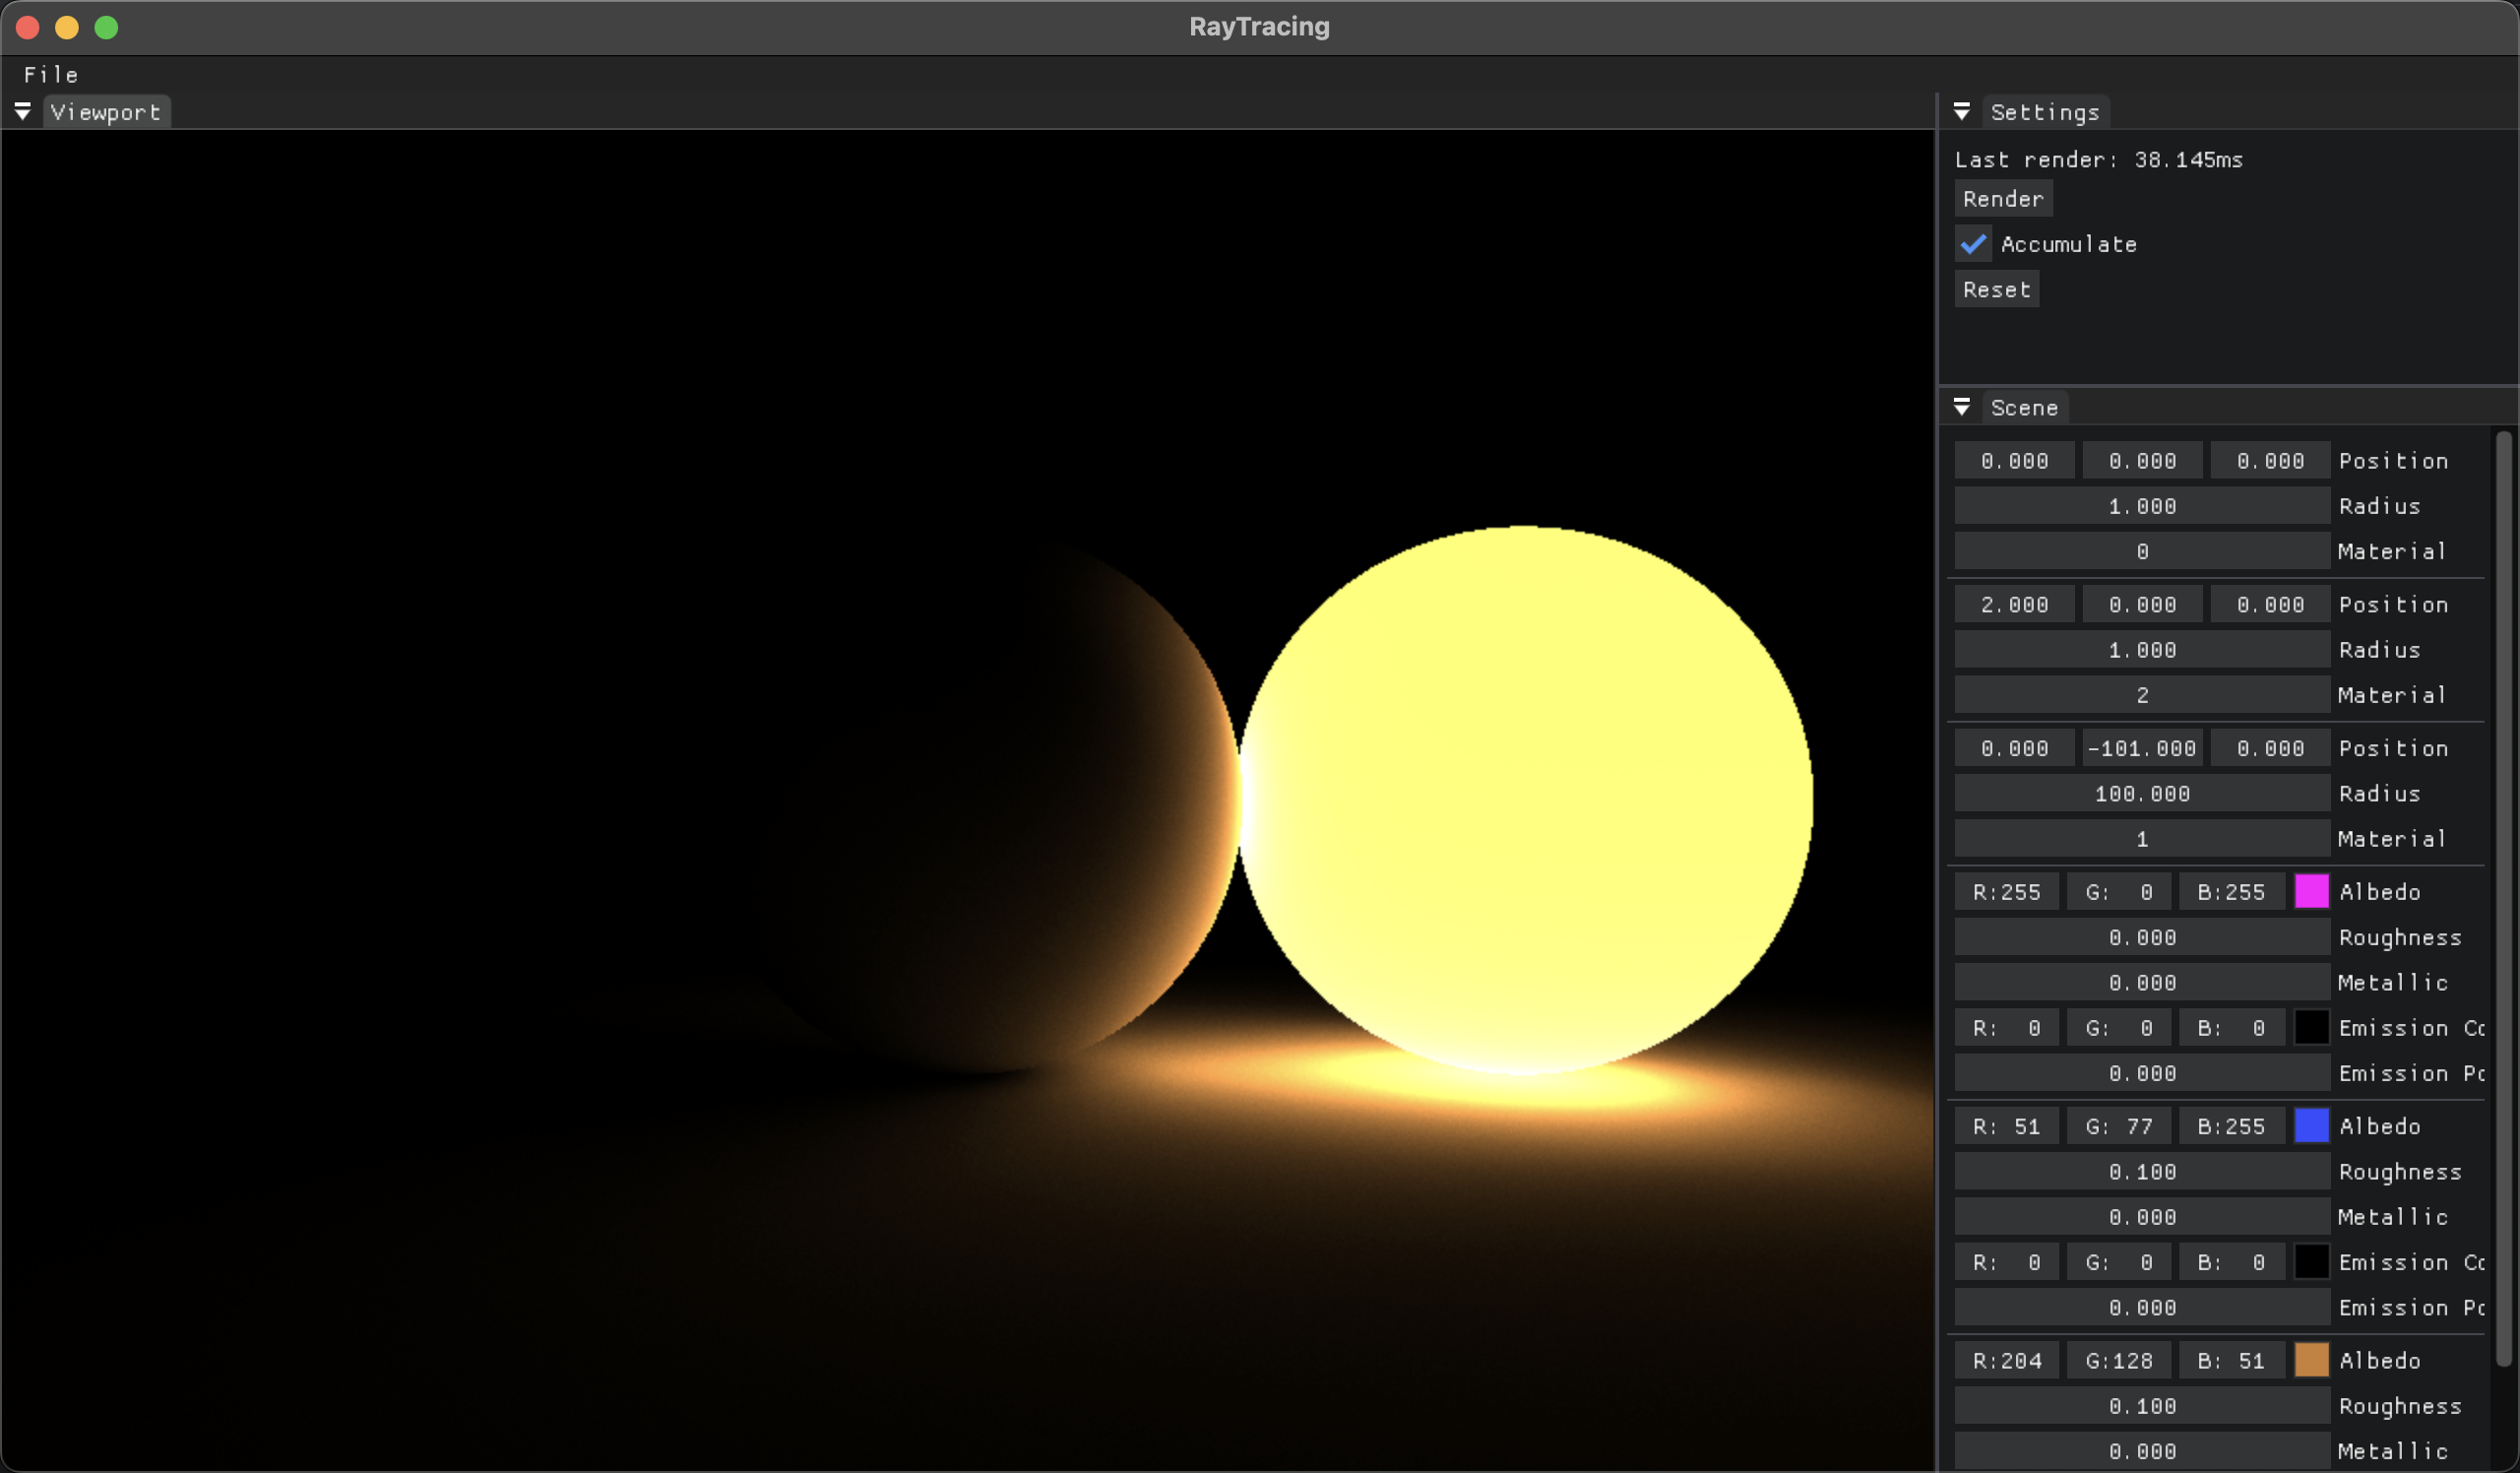 RayTracing
File
Viewport
Settings
Last render: 38.145ms
Render
Accumulate
Reset
Scene
0.000 0.000 0.000 Position
1.000 Radius
0 Material
2.000 0.000 0.000 Position
1.000 Radius
2 Material
0.000 -101.000 0.000 Position
100.000 Radius
1 Material
R:255 G: 0 B:255 Albedo
0.000 Roughness
0.000 Metallic
R: 0 G: 0 B: 0 Emission Co
0.000 Emission Po
R: 51 G: 77 B:255 Albedo
0.100 Roughness
0.000 Metallic
R: 0 G: 0 B: 0 Emission Co
0.000 Emission Po
R:204 G:128 B: 51 Albedo
0.100 Roughness
0.000 Metallic